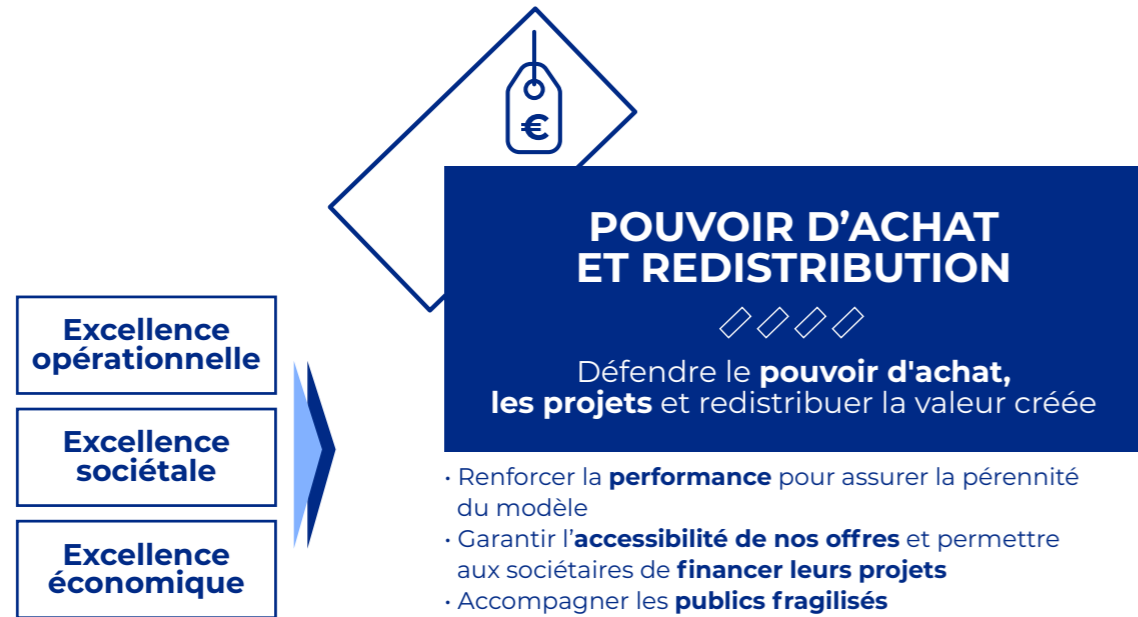 €
POUVOIR D’ACHAT
ET REDISTRIBUTION
Défendre le pouvoir d'achat,
les projets et redistribuer la valeur créée
Excellence
opérationnelle
Excellence
sociétale
Excellence
économique
· Renforcer la performance pour assurer la pérennité
du modèle
· Garantir l’accessibilité de nos offres et permettre
aux sociétaires de financer leurs projets
· Accompagner les publics fragilisés